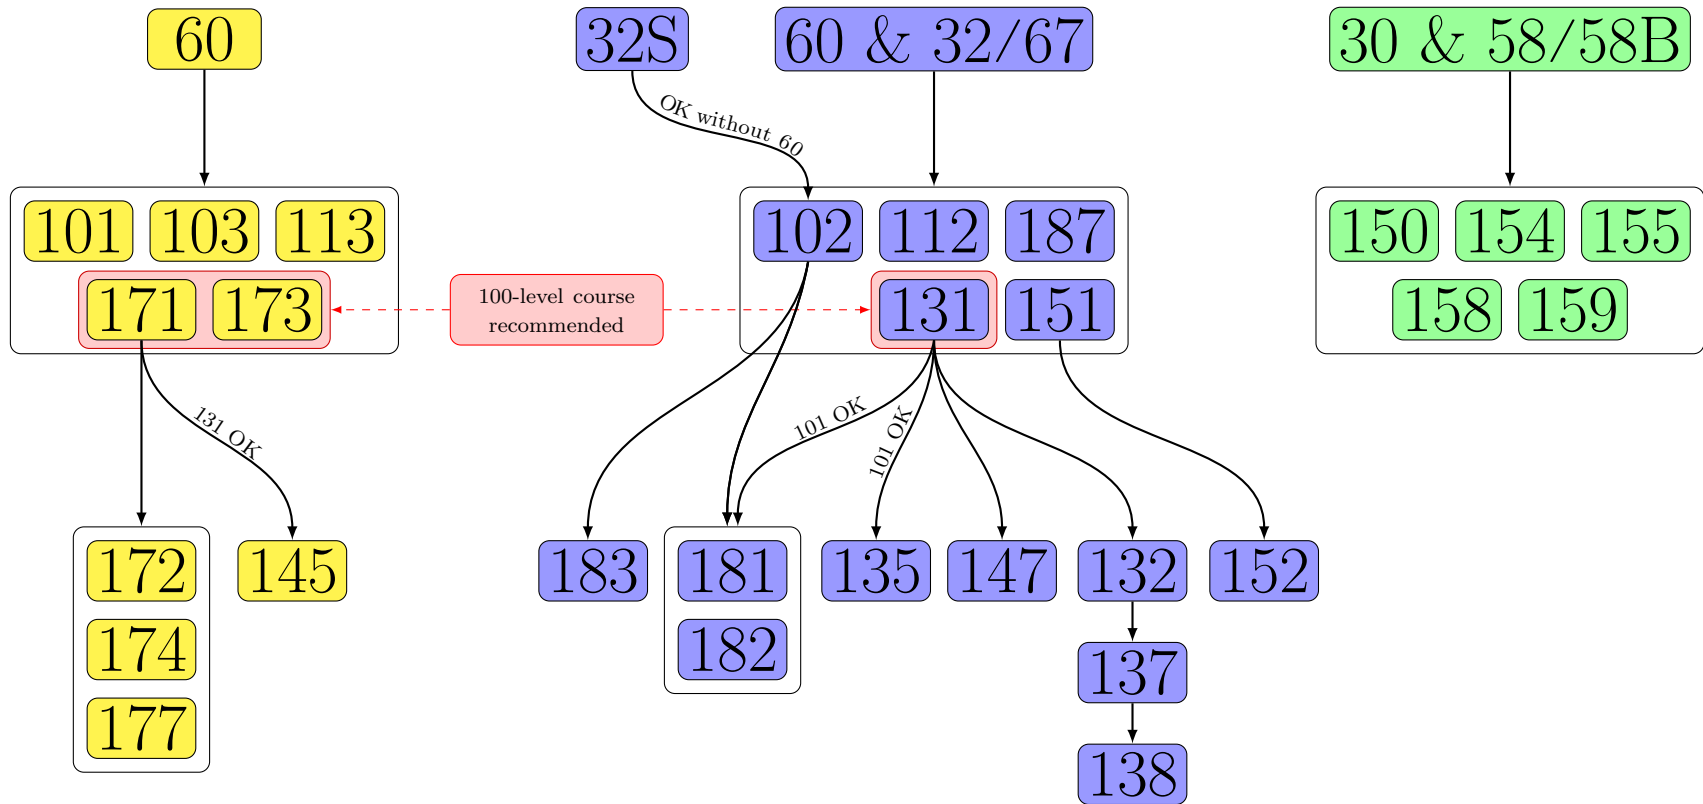 60
32S
60 & 32/67
30 & 58/58B
OK without 60
101 103 113
102 112 187
150 154 155
171 173
100-level course
recommended
131 151
158 159
131 OK
101 OK
101 OK
172
145
183
181
135
147
132
152
174
182
137
177
138